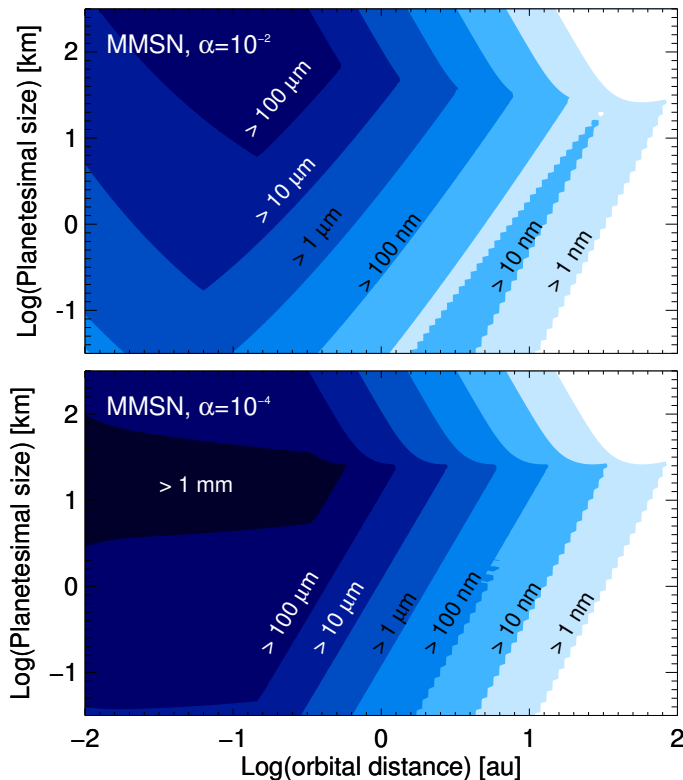 MMSN, α=10⁻²
> 100 μm
> 10 μm
> 1 μm
> 100 nm
> 10 nm
> 1 nm
Log(Planetesimal size) [km]
2
1
0
-1
MMSN, α=10⁻⁴
> 1 mm
> 100 μm
> 10 μm
> 1 μm
> 100 nm
> 10 nm
> 1 nm
Log(Planetesimal size) [km]
2
1
0
−1
−2 −1 0 1 2
Log(orbital distance) [au]